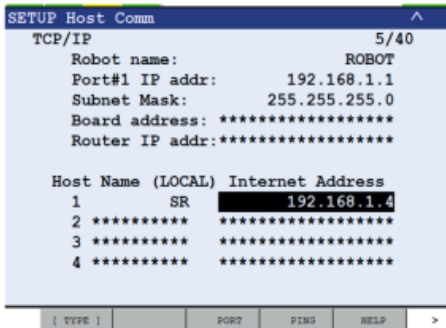 SETUP Host Comm
TCP/IP 5/40
Robot name: ROBOT
Port#1 IP addr: 192.168.1.1
Subnet Mask: 255.255.255.0
Board address: ******************
Router IP addr:******************
Host Name (LOCAL) Internet Address
1 SR 192.168.1.4
2 ********** ******************
3 ********** ******************
4 ********** ******************
[ TYPE ] PORT PING HELP >